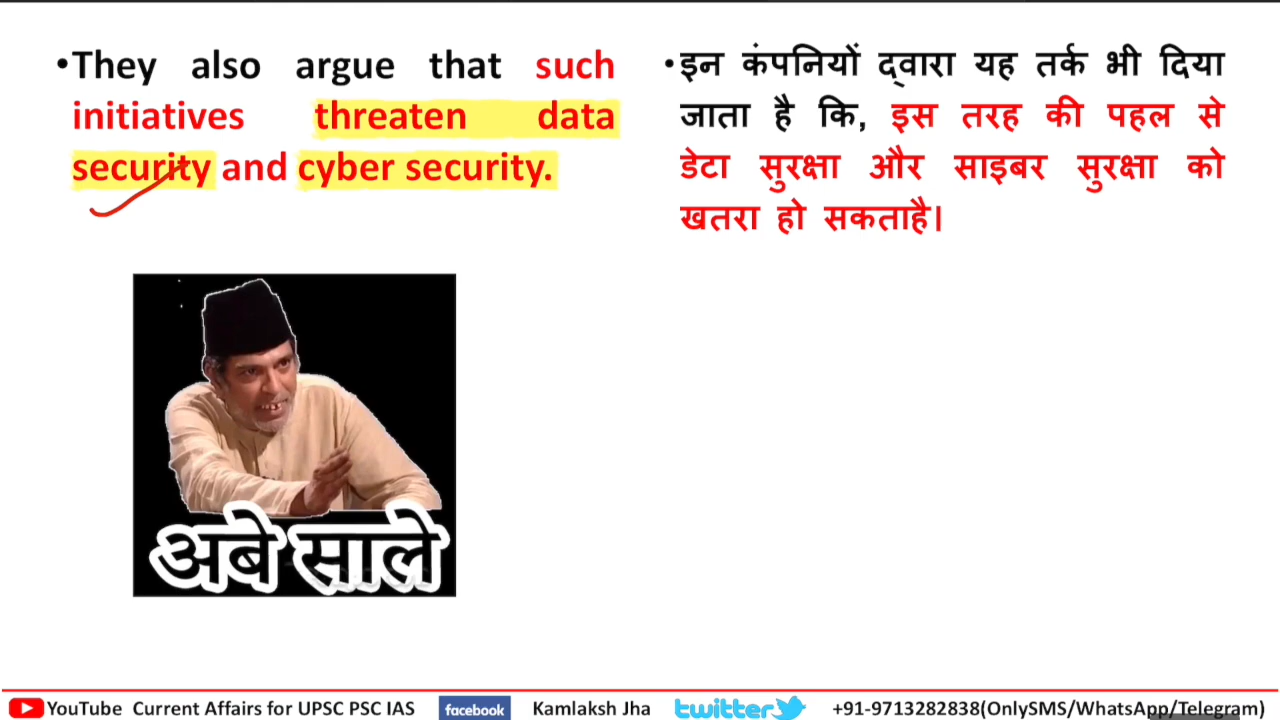 •They also argue that such
initiatives threaten data
security and cyber security.
•इन कंपनियों द्वारा यह तर्क भी दिया
जाता है कि, इस तरह की पहल से
डेटा सुरक्षा और साइबर सुरक्षा को
खतरा हो सकताहै।
अबे साले
YouTube Current Affairs for UPSC PSC IAS facebook Kamlaksh Jha twitter +91-9713282838(OnlySMS/WhatsApp/Telegram)